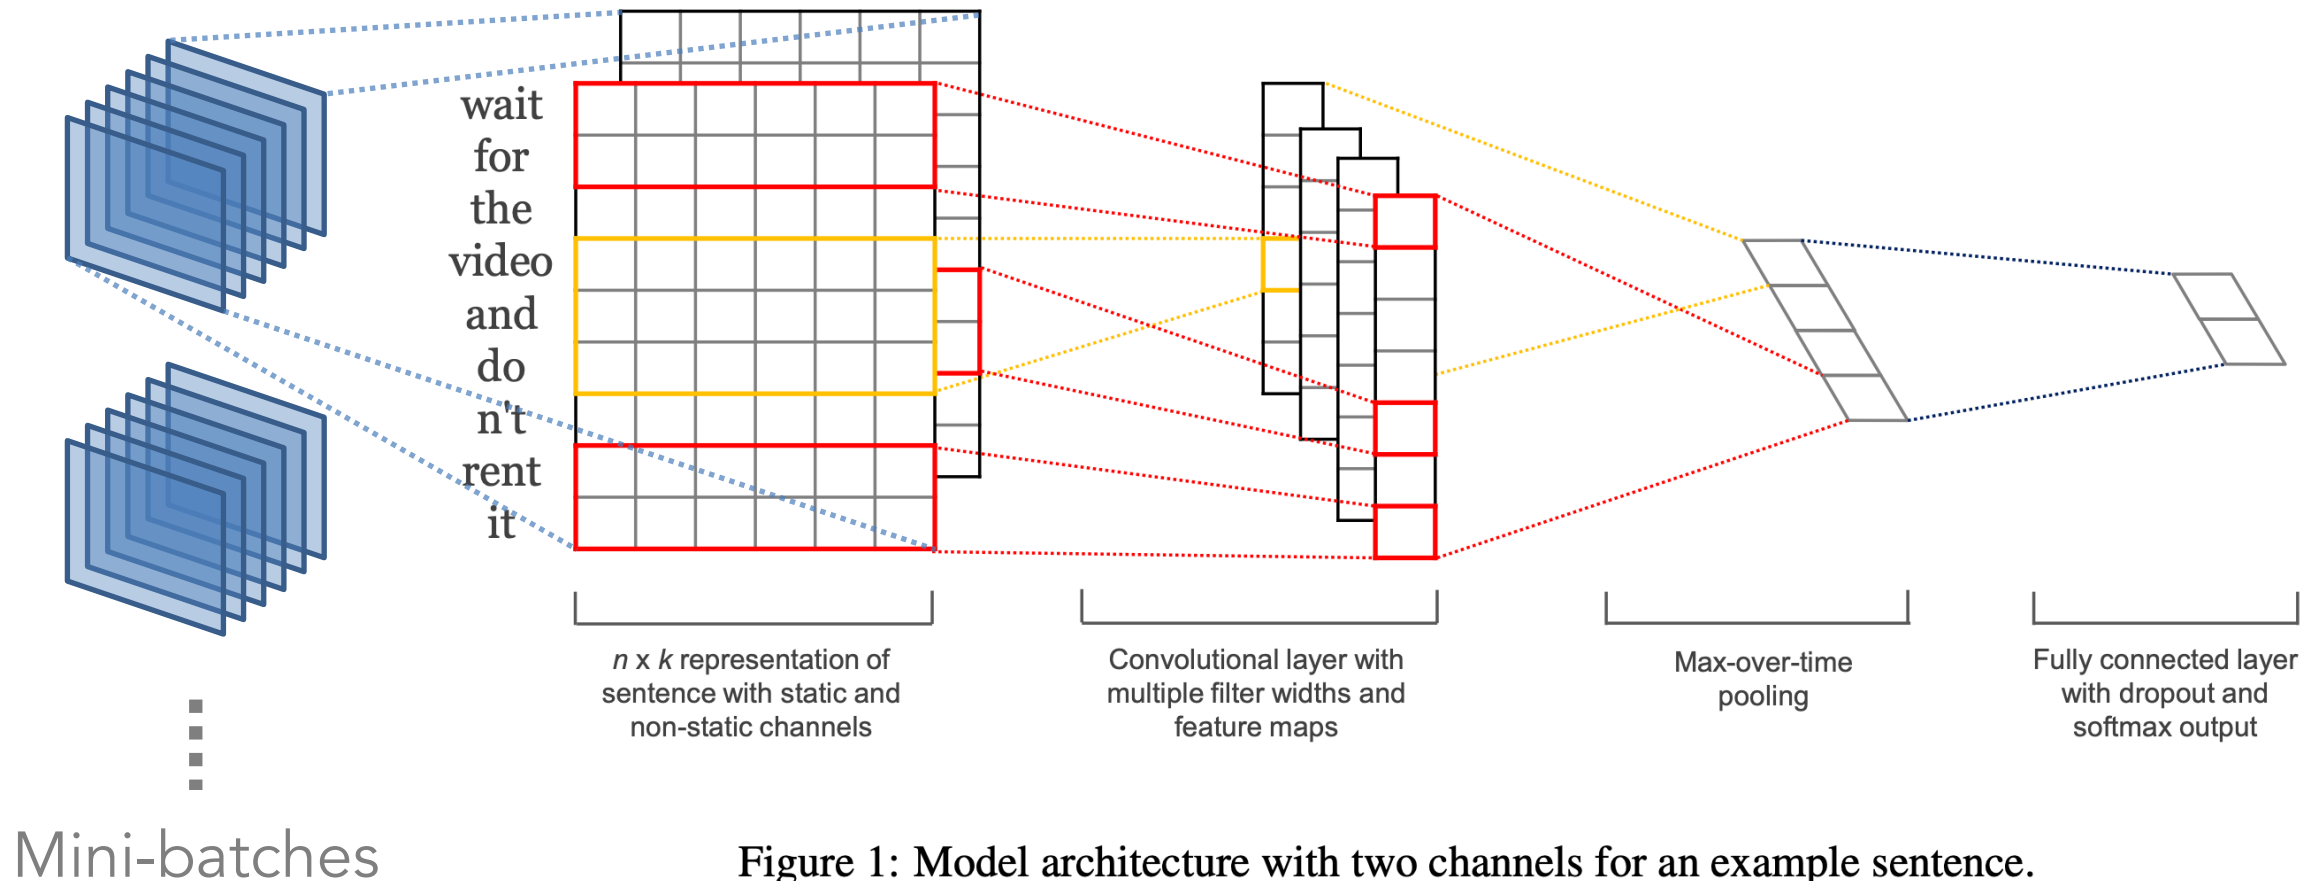 wait
for
the
video
and
do
n't
rent
it
n x k representation of
sentence with static and
non-static channels
Convolutional layer with
multiple filter widths and
feature maps
Max-over-time
pooling
Fully connected layer
with dropout and
softmax output
Mini-batches
Figure 1: Model architecture with two channels for an example sentence.